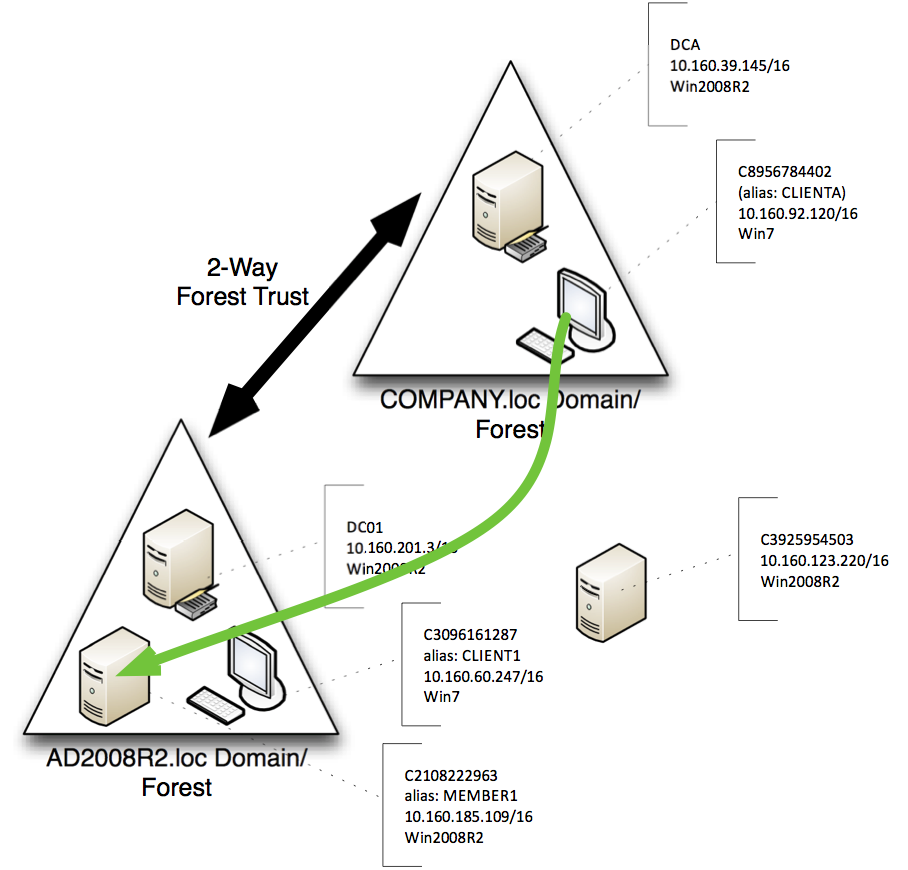 DCA
10.160.39.145/16
Win2008R2
C8956784402
(alias: CLIENTA)
10.160.92.120/16
Win7
2-Way
Forest Trust
COMPANY.loc Domain/
Forest
DC01
10.160.201.3/16
Win2008R2
C3925954503
10.160.123.220/16
Win2008R2
C3096161287
alias: CLIENT1
10.160.60.247/16
Win7
AD2008R2.loc Domain/
Forest
C2108222963
alias: MEMBER1
10.160.185.109/16
Win2008R2